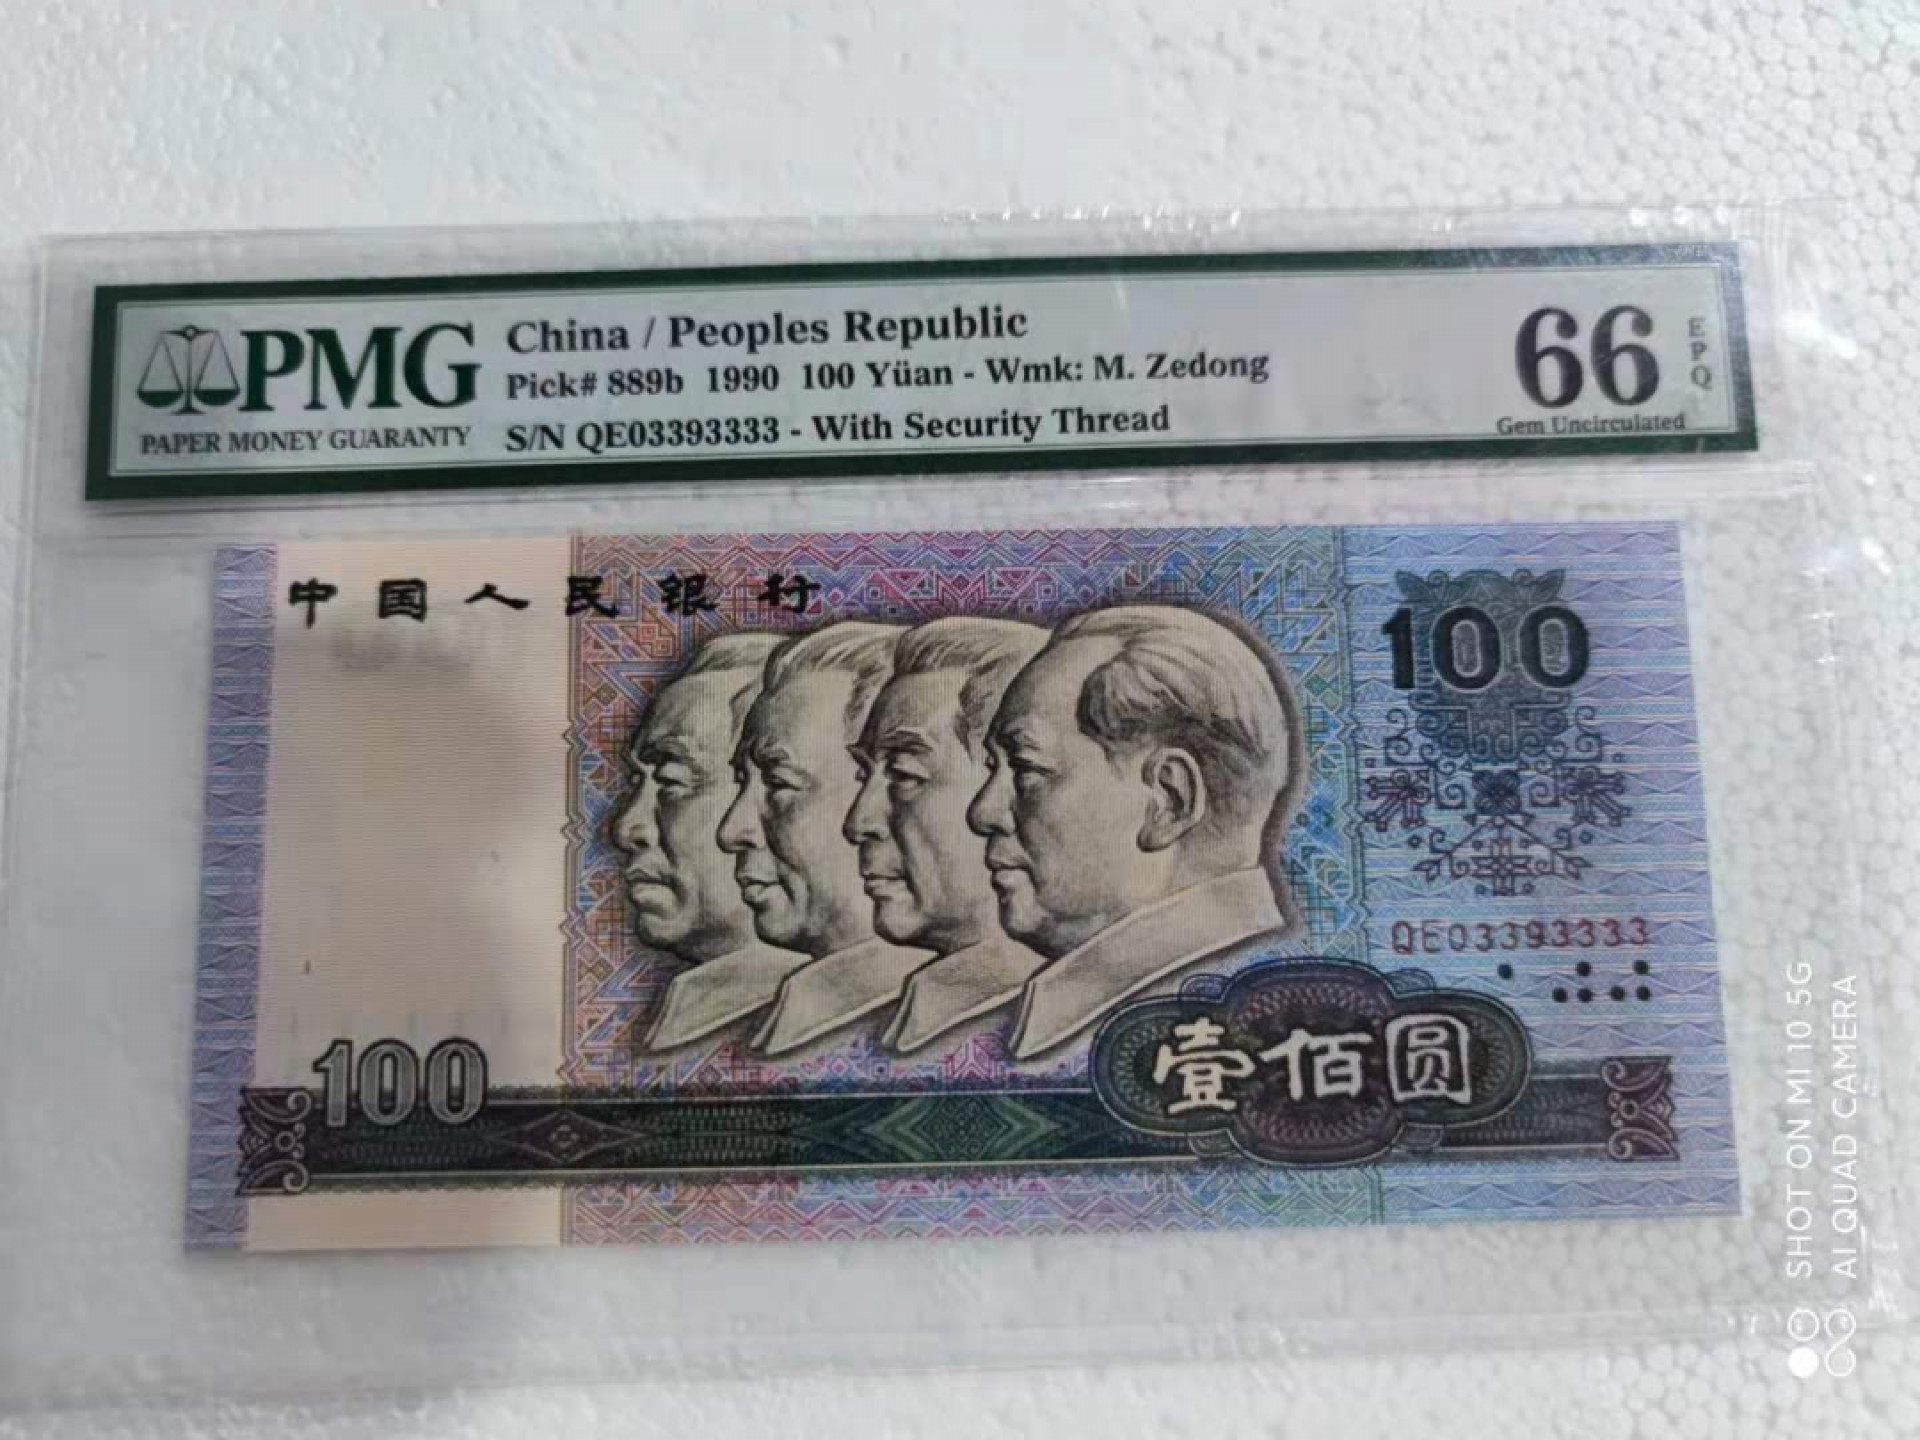 PMG
PAPER MONEY GUARANTY
China / Peoples Republic
Pick# 889b 1990 100 Yüan - Wmk: M. Zedong
S/N QE03393333 - With Security Thread
66
EPQ
Gem Uncirculated
中国人民银行
100
QE03393333
100
壹佰圆
SHOT ON MI 10 5G
AI QUAD CAMERA